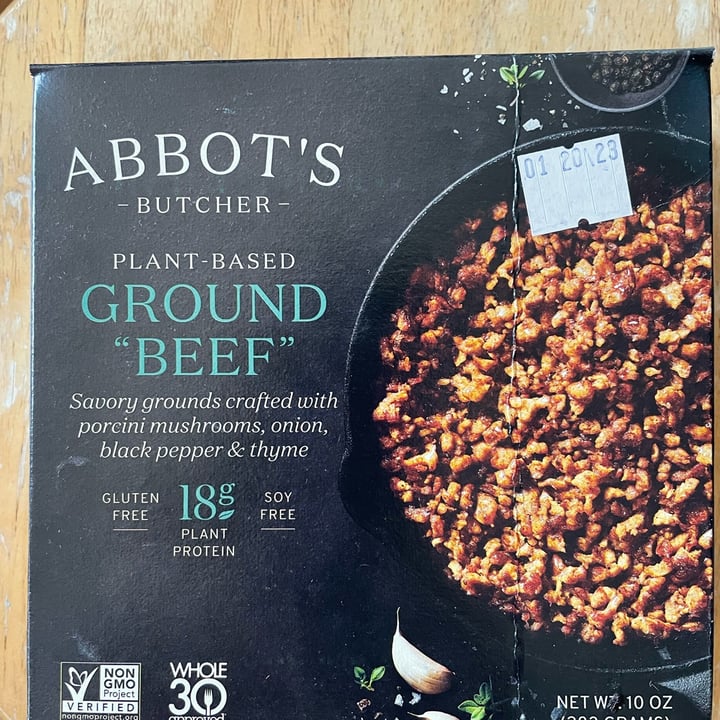 ABBOT'S
- BUTCHER -
PLANT-BASED
GROUND
“BEEF”
Savory grounds crafted with
porcini mushrooms, onion,
black pepper & thyme
GLUTEN
FREE
18g
PLANT
PROTEIN
SOY
FREE
01 20 23
NON
GMO
Project
VERIFIED
nongmoproject.org
WHOLE
30
approved
NET WT. 10 OZ